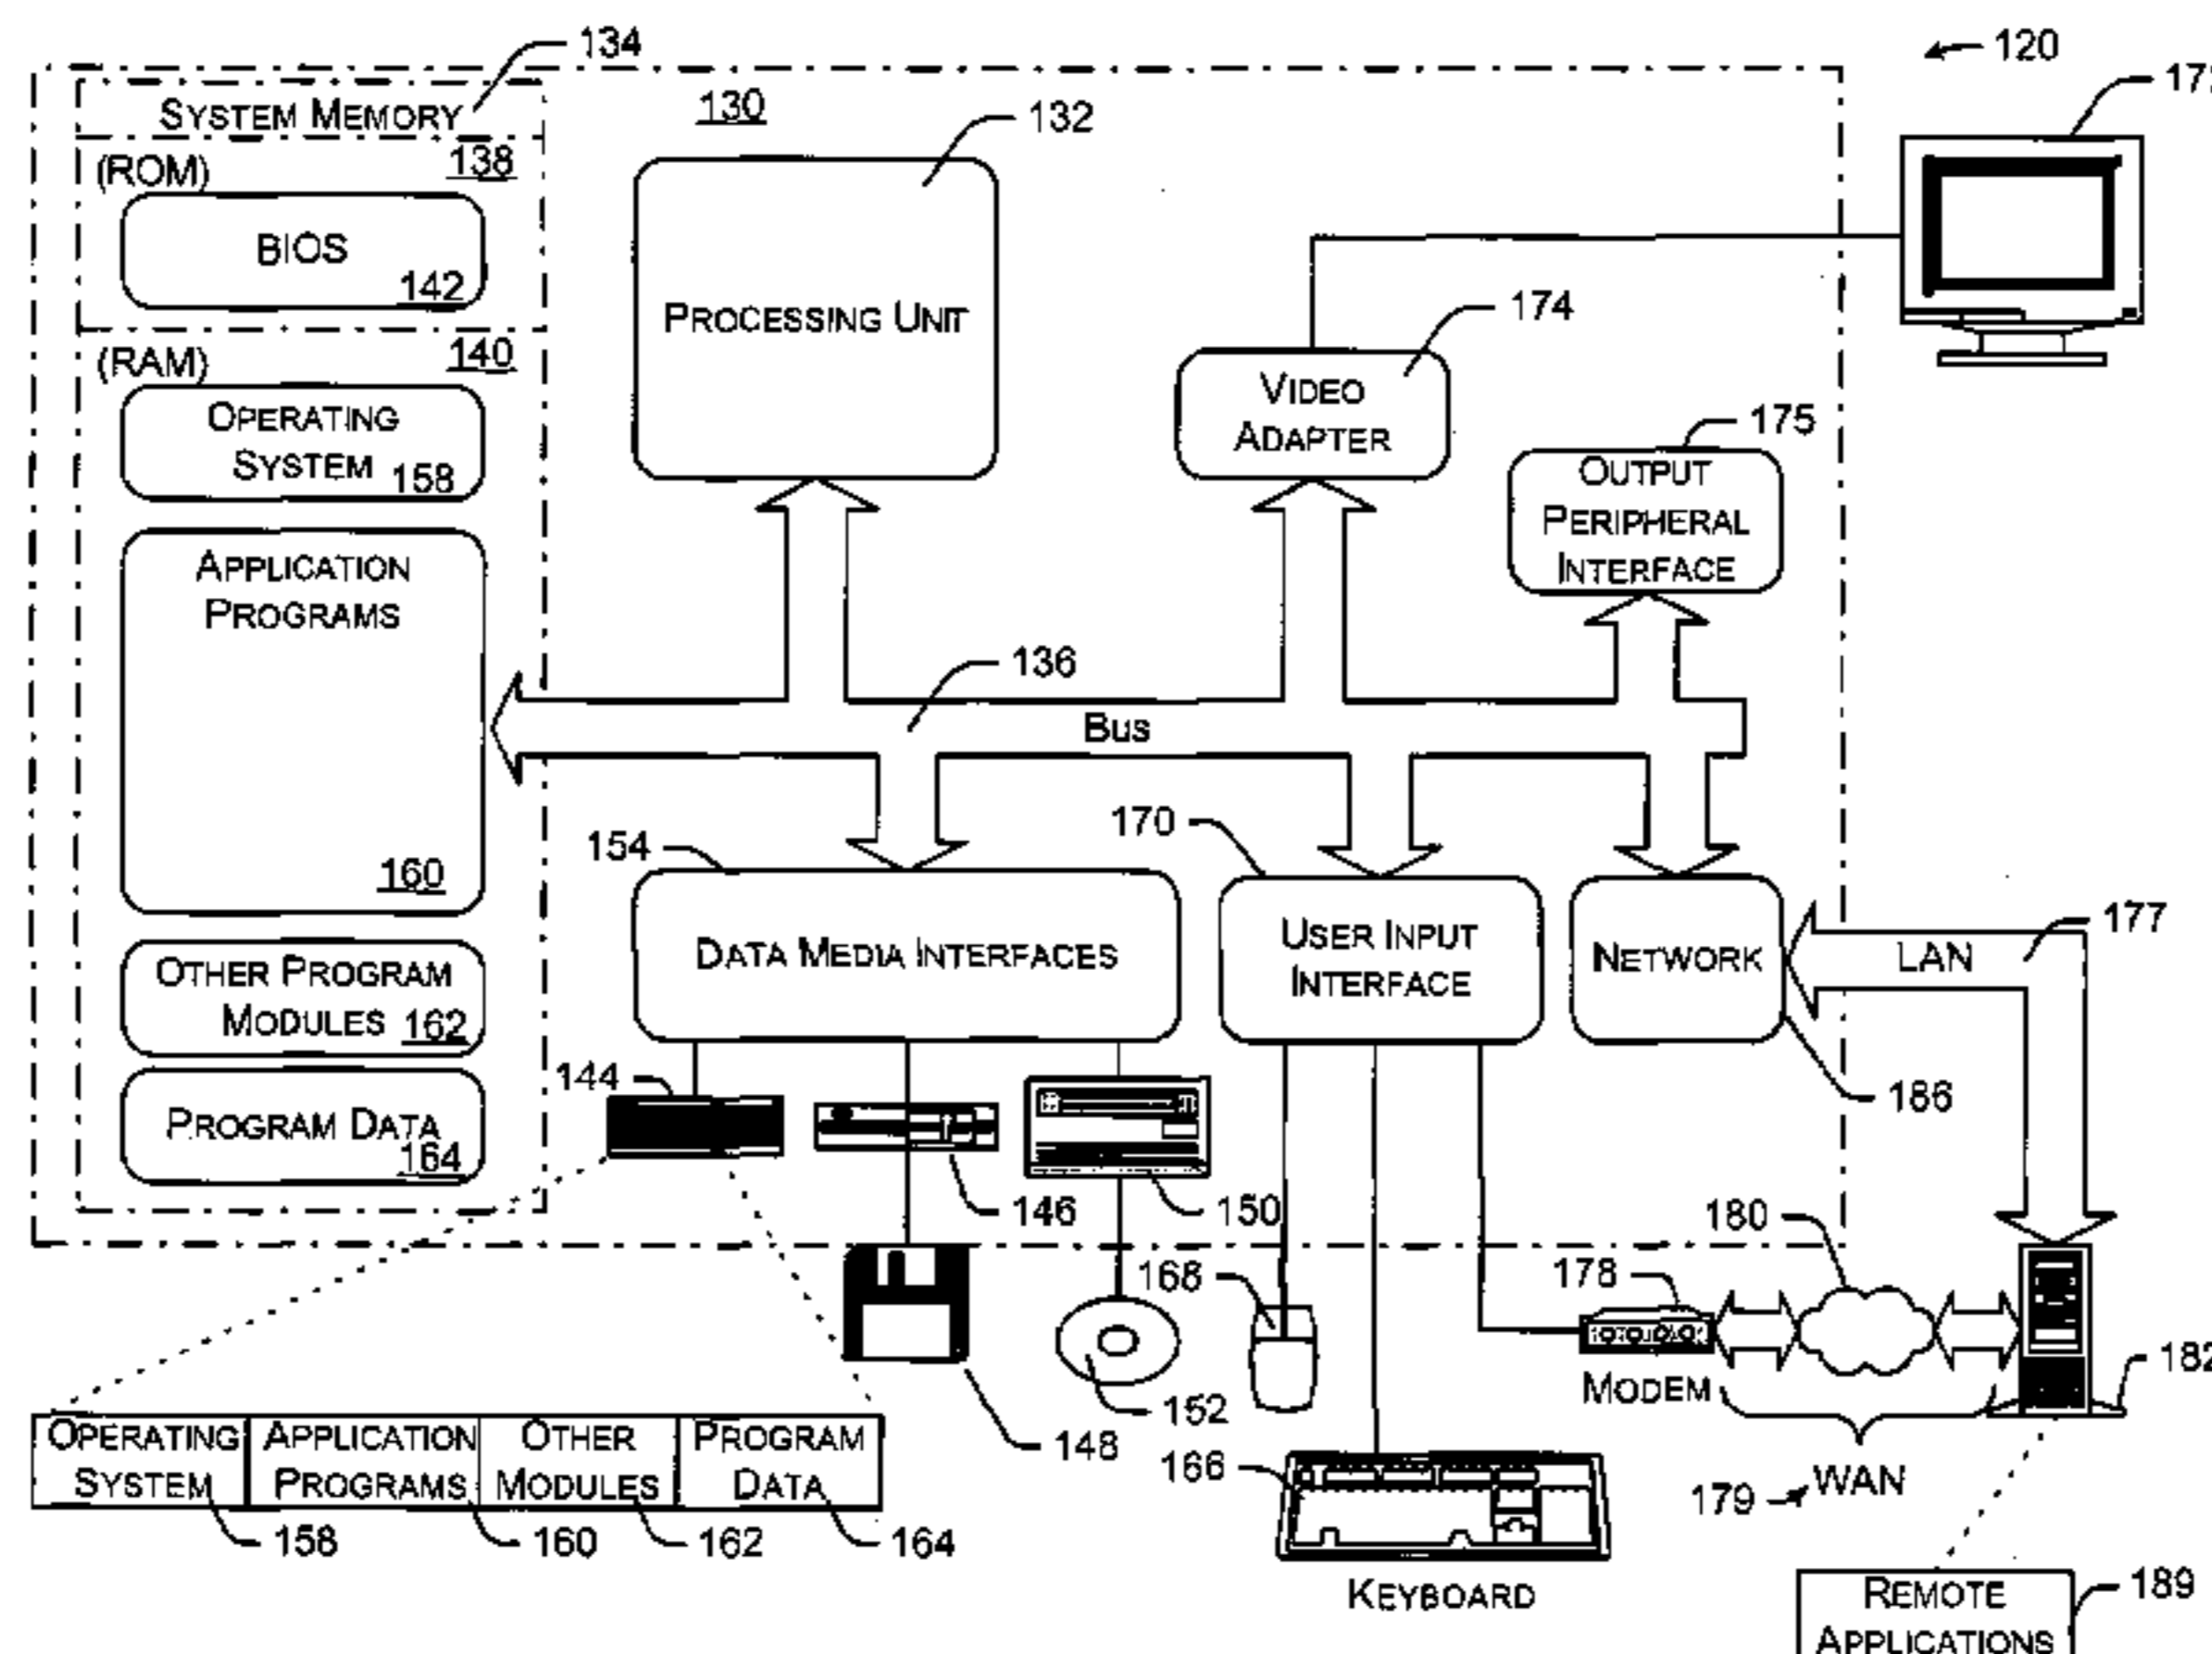 134
120
SYSTEM MEMORY
130
132
(ROM)
138
BIOS
142
PROCESSING UNIT
174
(RAM)
140
VIDEO
ADAPTER
175
OPERATING
SYSTEM 158
OUTPUT
PERIPHERAL
INTERFACE
APPLICATION
PROGRAMS
136
BUS
160
154
170
177
DATA MEDIA INTERFACES
USER INPUT
INTERFACE
NETWORK
LAN
OTHER PROGRAM
MODULES 162
186
PROGRAM DATA
164
144
146
150
180
168
178
MODEM
152
148
OPERATING
SYSTEM
APPLICATION
PROGRAMS
OTHER
MODULES
PROGRAM
DATA
166
179
WAN
158
160
162
164
KEYBOARD
189
REMOTE
APPLICATIONS